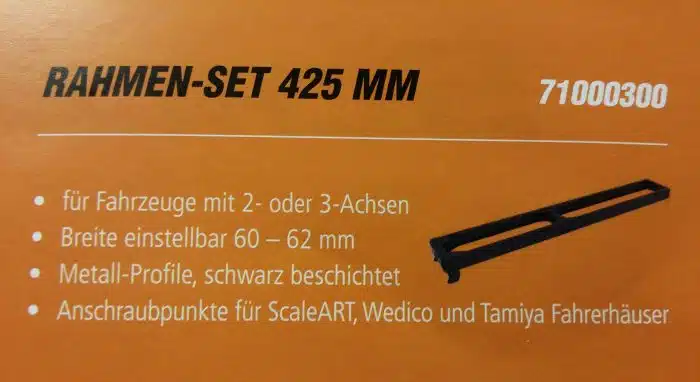 RAHMEN-SET 425 MM 71000300
• für Fahrzeuge mit 2- oder 3-Achsen
• Breite einstellbar 60 – 62 mm
• Metall-Profile, schwarz beschichtet
• Anschraubpunkte für ScaleART, Wedico und Tamiya Fahrerhäuser